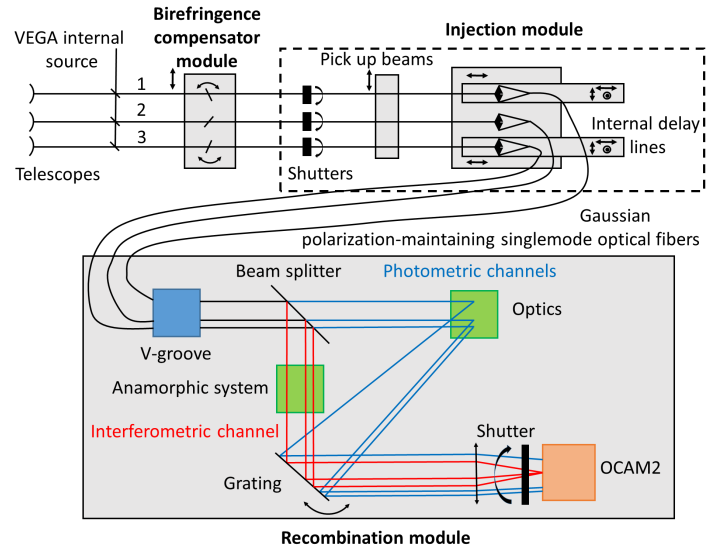 Birefringence
compensator
module
VEGA internal
source
Injection module
Pick up beams
1
2
3
Telescopes
Shutters
Internal delay
lines
Gaussian
polarization-maintaining singlemode optical fibers
Beam splitter
Photometric channels
Optics
V-groove
Anamorphic system
Interferometric channel
Shutter
OCAM2
Grating
Recombination module